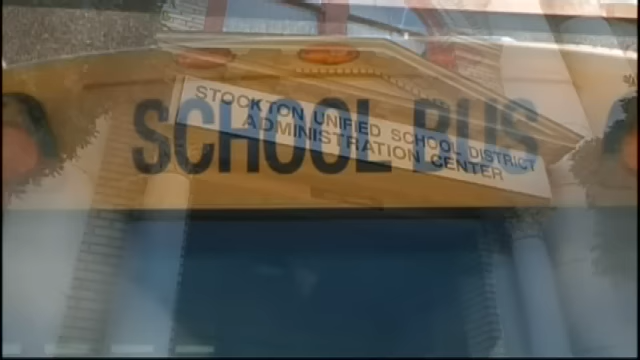 STOCKTON UNIFIED SCHOOL DISTRICT
ADMINISTRATION CENTER
SCHOOL BUS